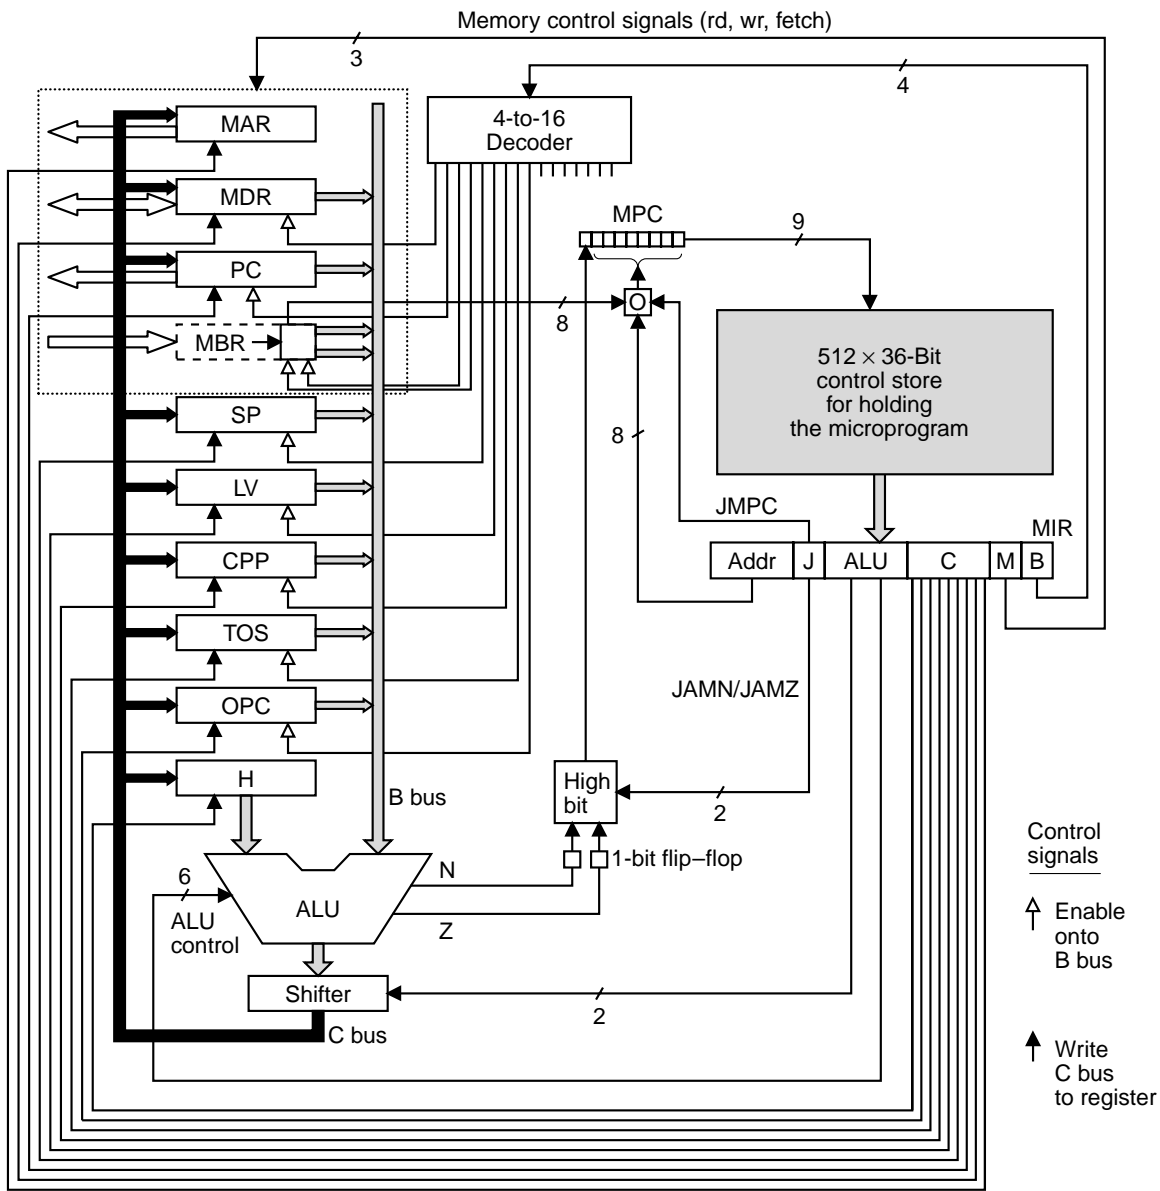 Memory control signals (rd, wr, fetch)
3
4
MAR
4-to-16
Decoder
MDR
MPC
9
PC
O
8
MBR
512 × 36-Bit
control store
for holding
the microprogram
SP
8
LV
JMPC
MIR
Addr J ALU C M B
CPP
TOS
JAMN/JAMZ
OPC
H
High
bit
B bus
2
Control
signals
1-bit flip–flop
N
6
ALU
ALU
control
Z
Enable
onto
B bus
Shifter
2
C bus
Write
C bus
to register